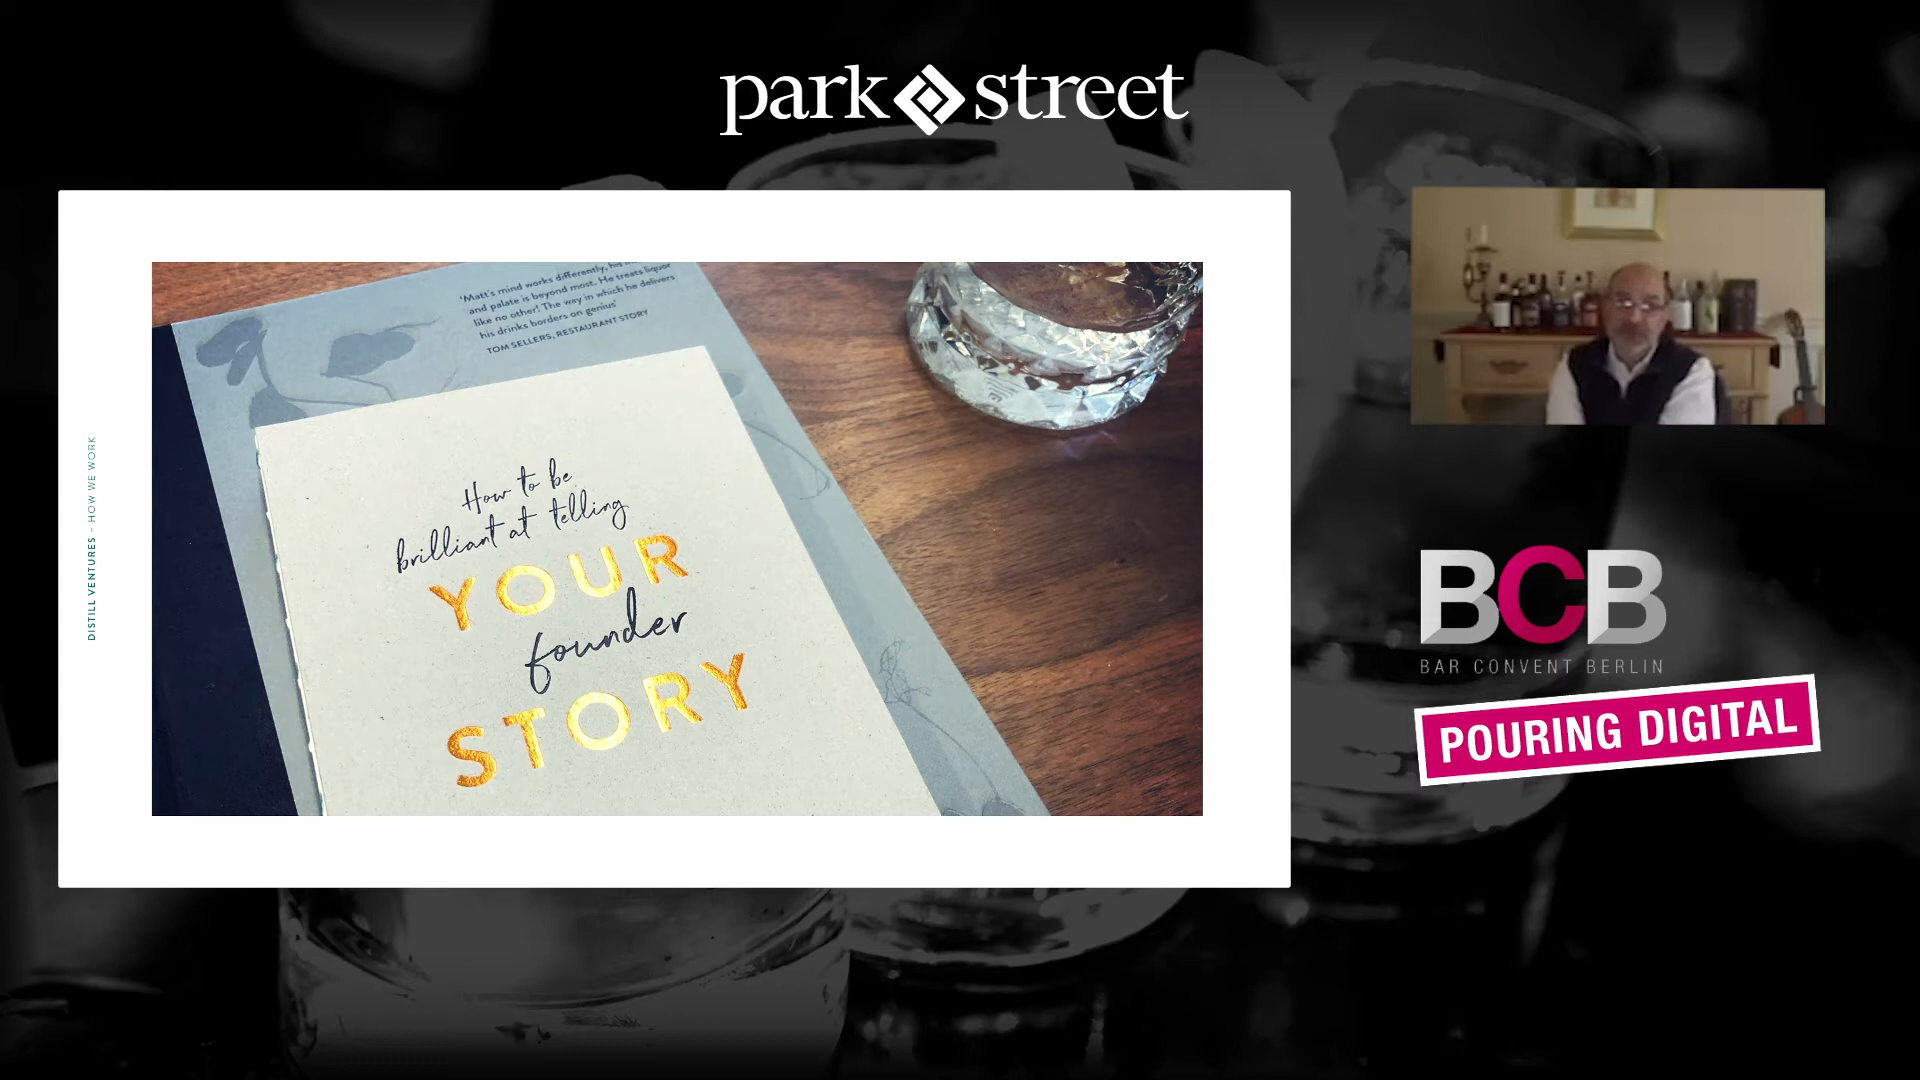 park street
'Matt's mind works differently, his
and palate is beyond most. He treats liquor
like no other! The way in which he delivers
his drinks borders on genius'
TOM SELLERS, RESTAURANT STORY
How to be
brilliant at telling
YOUR
founder
STORY
DISTILL VENTURES - HOW WE WORK
BCB
BAR CONVENT BERLIN
POURING DIGITAL